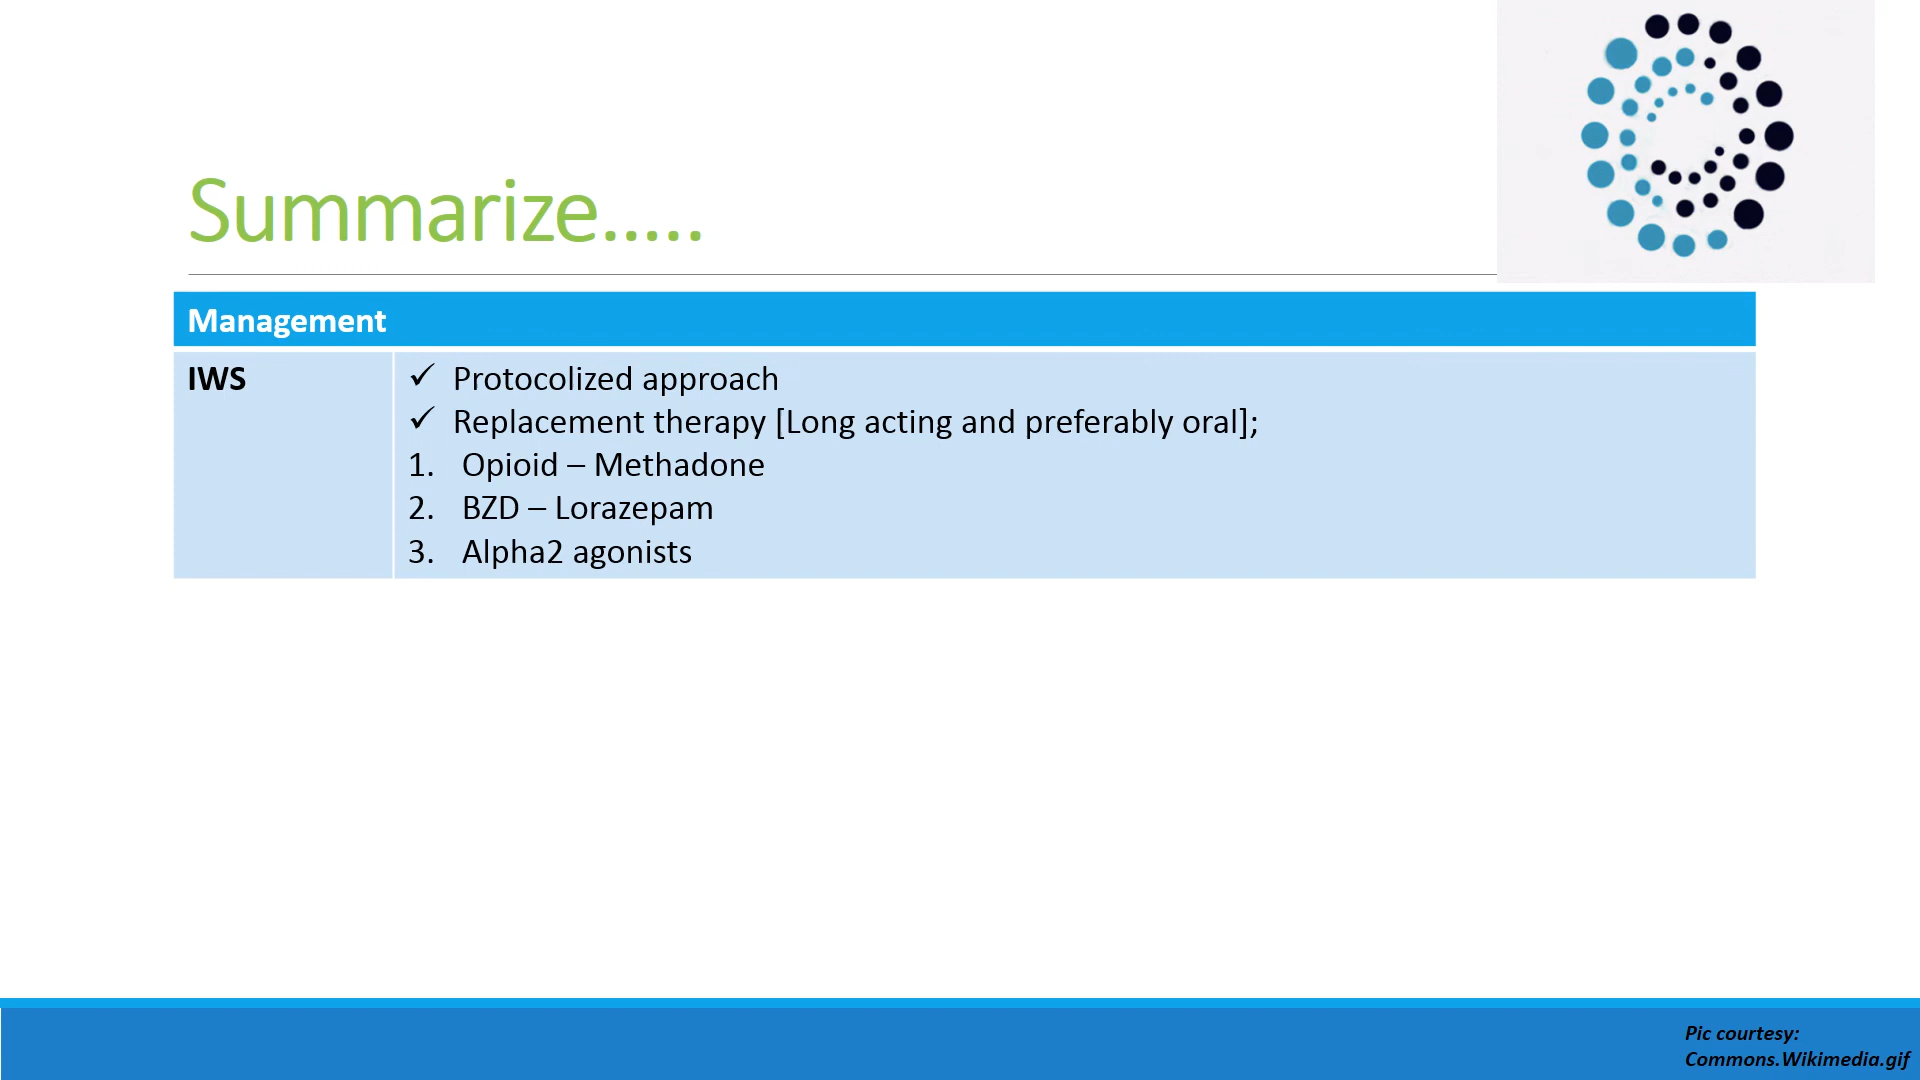 Summarize.....
Management
IWS
✓ Protocolized approach
✓ Replacement therapy [Long acting and preferably oral];
1. Opioid – Methadone
2. BZD – Lorazepam
3. Alpha2 agonists
Pic courtesy:
Commons.Wikimedia.gif